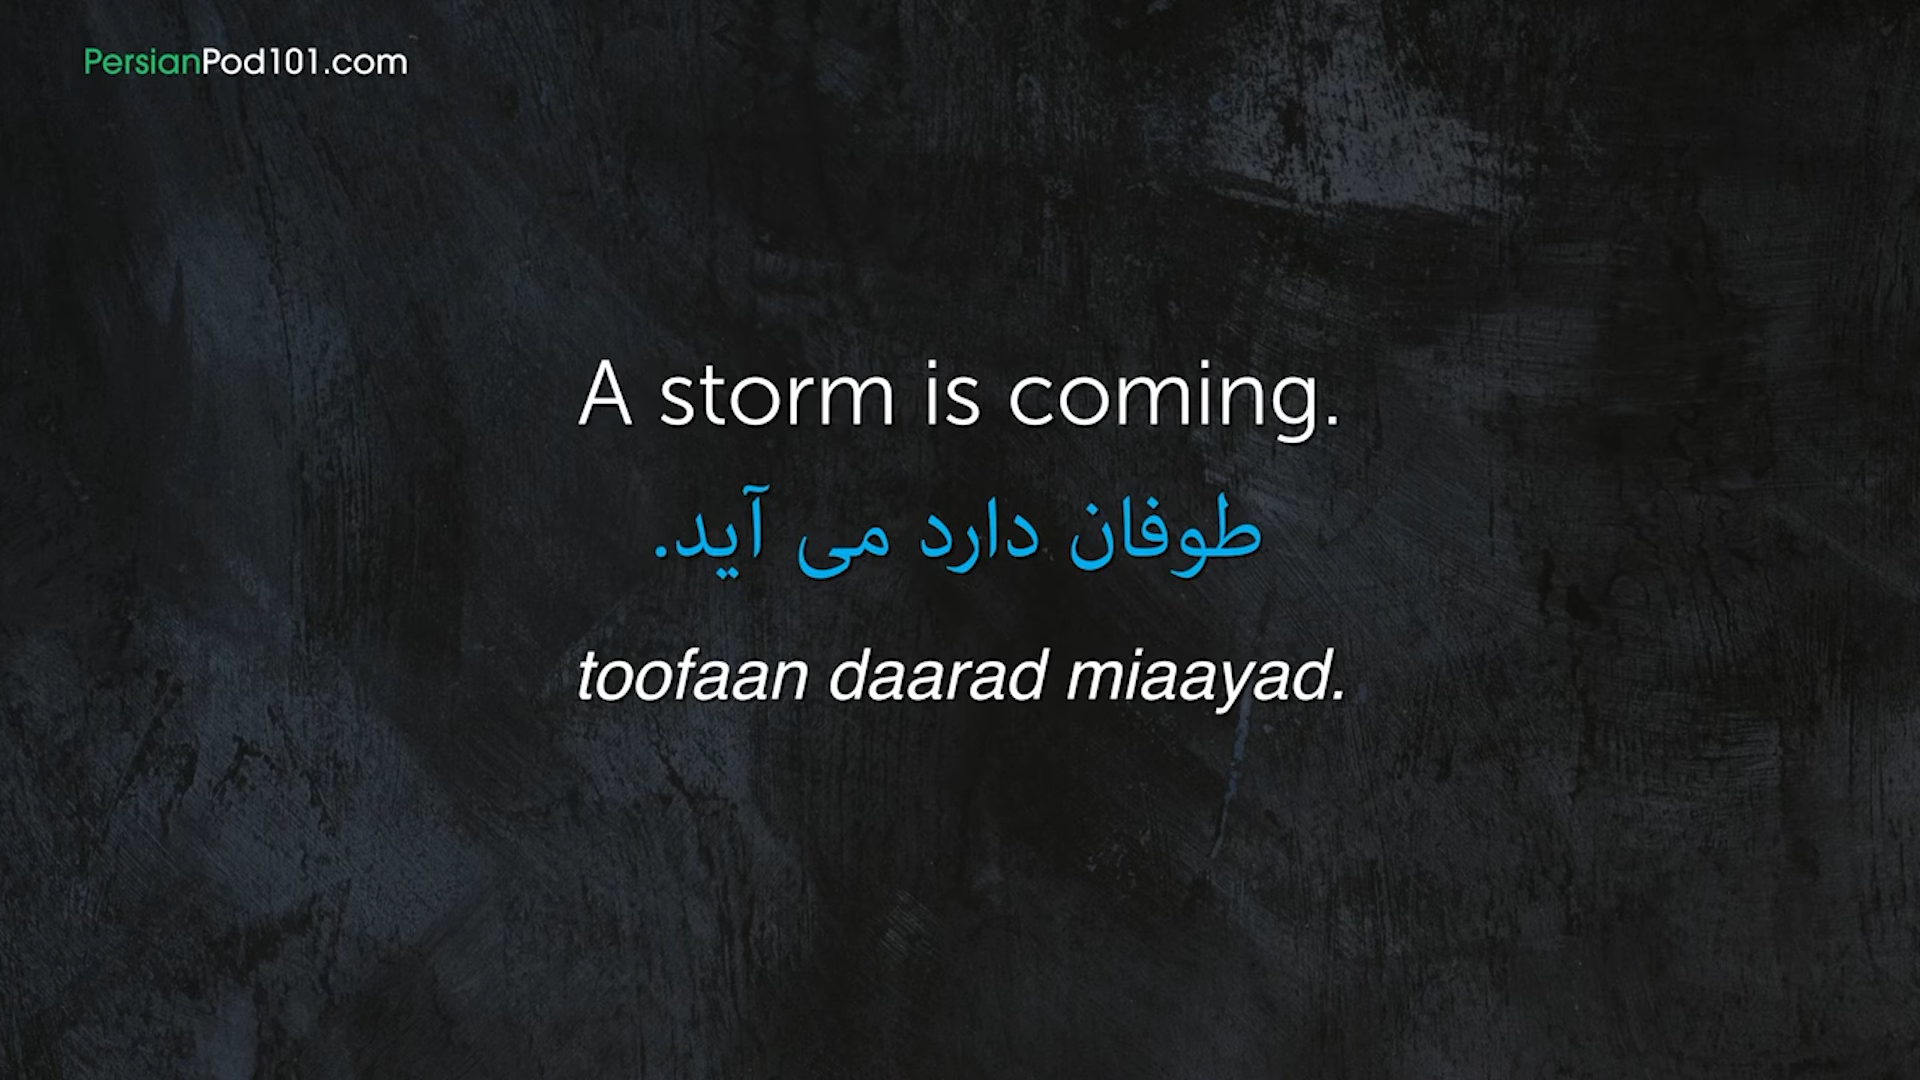 PersianPod101.com
A storm is coming.
طوفان دارد می آید.
toofaan daarad miaayad.